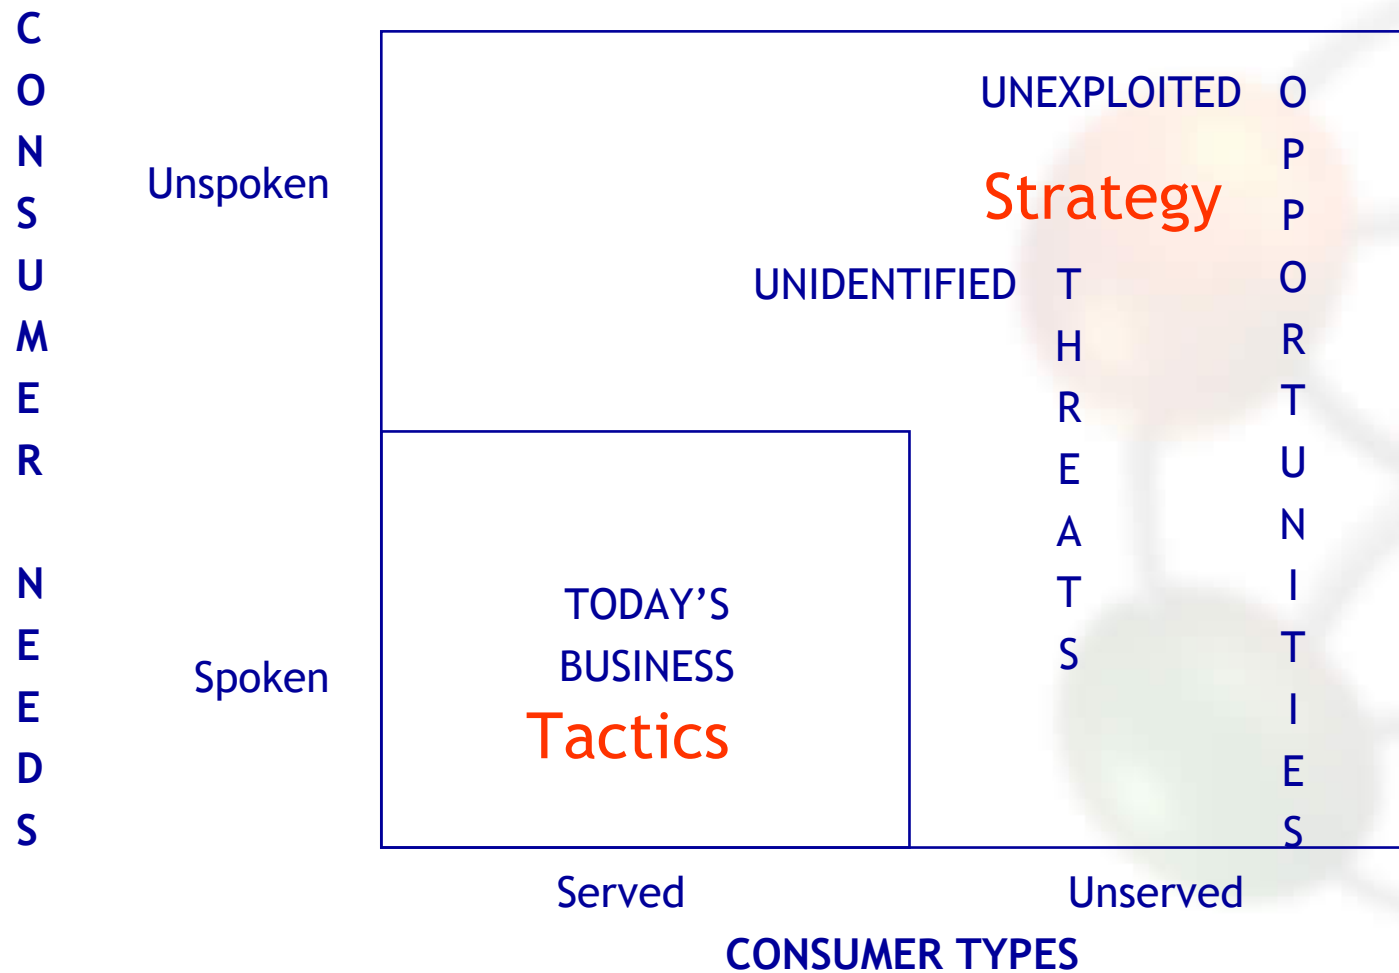 CONSUMER NEEDS
UNEXPLOITED OPPORTUNITIES
Unspoken
Strategy
UNIDENTIFIED THREATS
TODAY’S
BUSINESS
Spoken
Tactics
Served
Unserved
CONSUMER TYPES